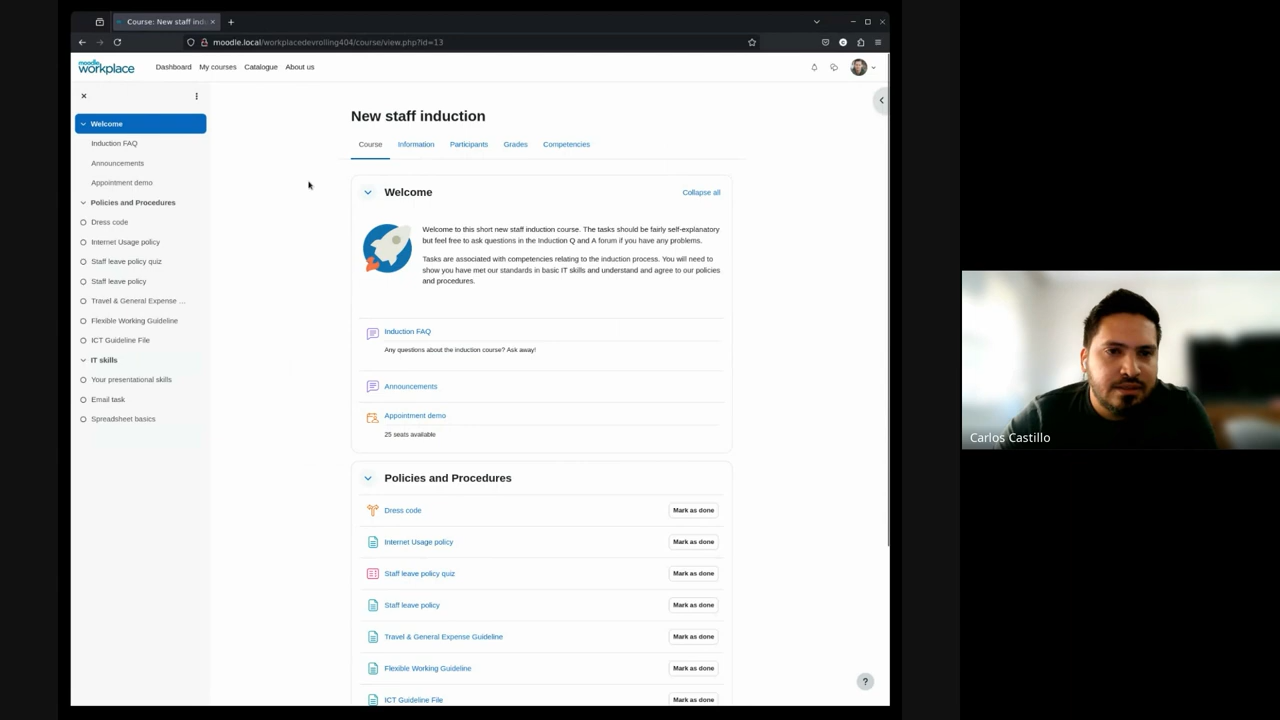 Course: New staff indu
moodle.local/workplacedevrolling404/course/view.php?id=13
moodle
workplace
Dashboard
My courses
Catalogue
About us
Welcome
Induction FAQ
Announcements
Appointment demo
Policies and Procedures
Dress code
Internet Usage policy
Staff leave policy quiz
Staff leave policy
Travel & General Expense ...
Flexible Working Guideline
ICT Guideline File
IT skills
Your presentational skills
Email task
Spreadsheet basics
New staff induction
Course
Information
Participants
Grades
Competencies
Welcome
Collapse all
Welcome to this short new staff induction course. The tasks should be fairly self-explanatory
but feel free to ask questions in the Induction Q and A forum if you have any problems.
Tasks are associated with competencies relating to the induction process. You will need to
show you have met our standards in basic IT skills and understand and agree to our policies
and procedures.
Induction FAQ
Any questions about the induction course? Ask away!
Announcements
Appointment demo
25 seats available
Policies and Procedures
Dress code
Mark as done
Internet Usage policy
Mark as done
Staff leave policy quiz
Mark as done
Staff leave policy
Mark as done
Travel & General Expense Guideline
Mark as done
Flexible Working Guideline
Mark as done
ICT Guideline File
Mark as done
?
Carlos Castillo